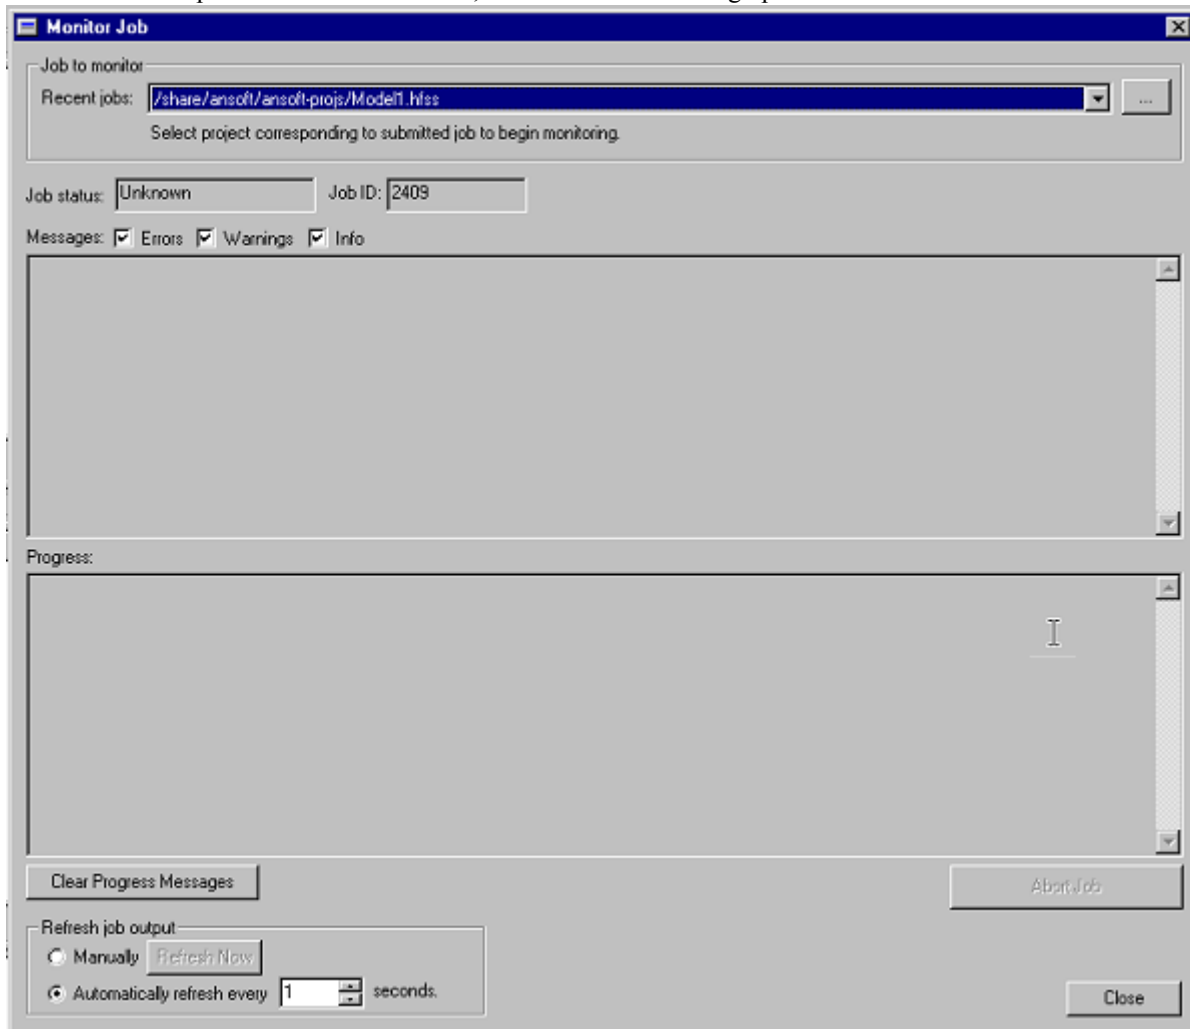 Monitor Job
Job to monitor
Recent jobs: /share/ansoft/ansoft-projs/Model1.hfss ...
Select project corresponding to submitted job to begin monitoring.
Job status: Unknown Job ID: 2409
Messages: Errors Warnings Info
Progress:
Clear Progress Messages Abort Job
Refresh job output
Manually Refresh Now
Automatically refresh every 1 seconds.
Close